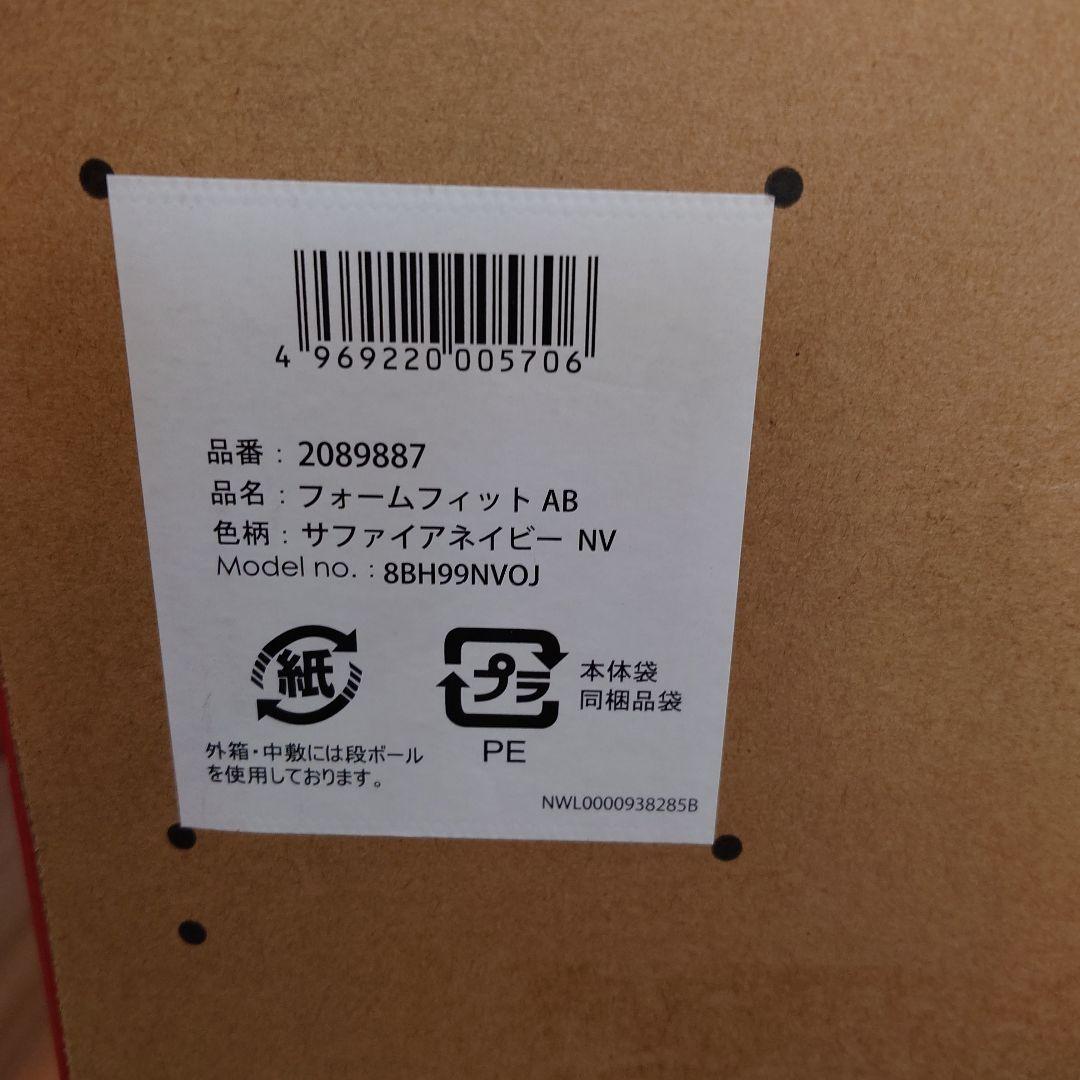 4 969220 005706
品番：2089887
品名：フォームフィット AB
色柄：サファイアネイビー NV
Model no.：8BH99NVOJ
紙
プラ
本体袋
同梱品袋
PE
外箱・中敷には段ボール
を使用しております。
NWL0000938285B